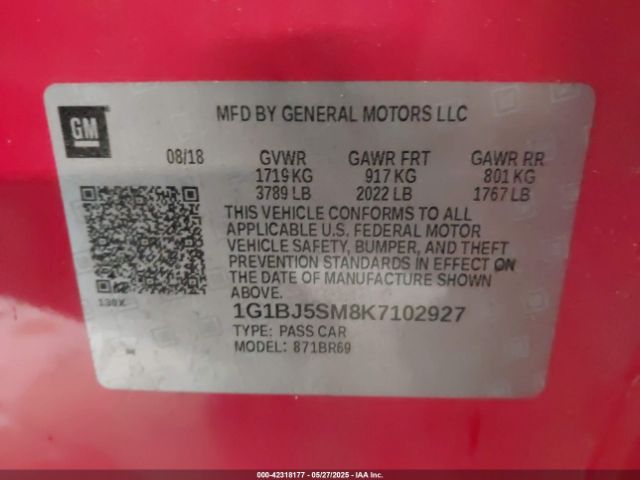 GM
MFD BY GENERAL MOTORS LLC
08/18 GVWR GAWR FRT GAWR RR
1719 KG 917 KG 801 KG
3789 LB 2022 LB 1767 LB
THIS VEHICLE CONFORMS TO ALL
APPLICABLE U.S. FEDERAL MOTOR
VEHICLE SAFETY, BUMPER, AND THEFT
PREVENTION STANDARDS IN EFFECT ON
THE DATE OF MANUFACTURE SHOWN
ABOVE.
138X
1G1BJ5SM8K7102927
TYPE: PASS CAR
MODEL: 871BR69
000-42318177 - 05/27/2025 - IAA Inc.